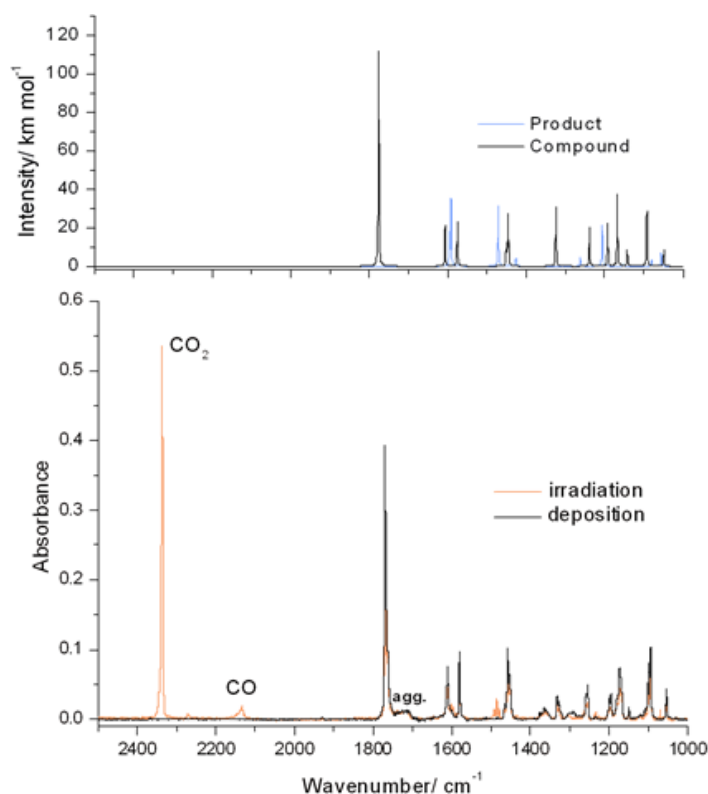 120
100
80
60
40
20
0
Intensity/ km mol⁻¹
Product
Compound
0.6
0.5
0.4
0.3
0.2
0.1
0.0
Absorbance
CO₂
CO
agg.
irradiation
deposition
2400 2200 2000 1800 1600 1400 1200 1000
Wavenumber/ cm⁻¹